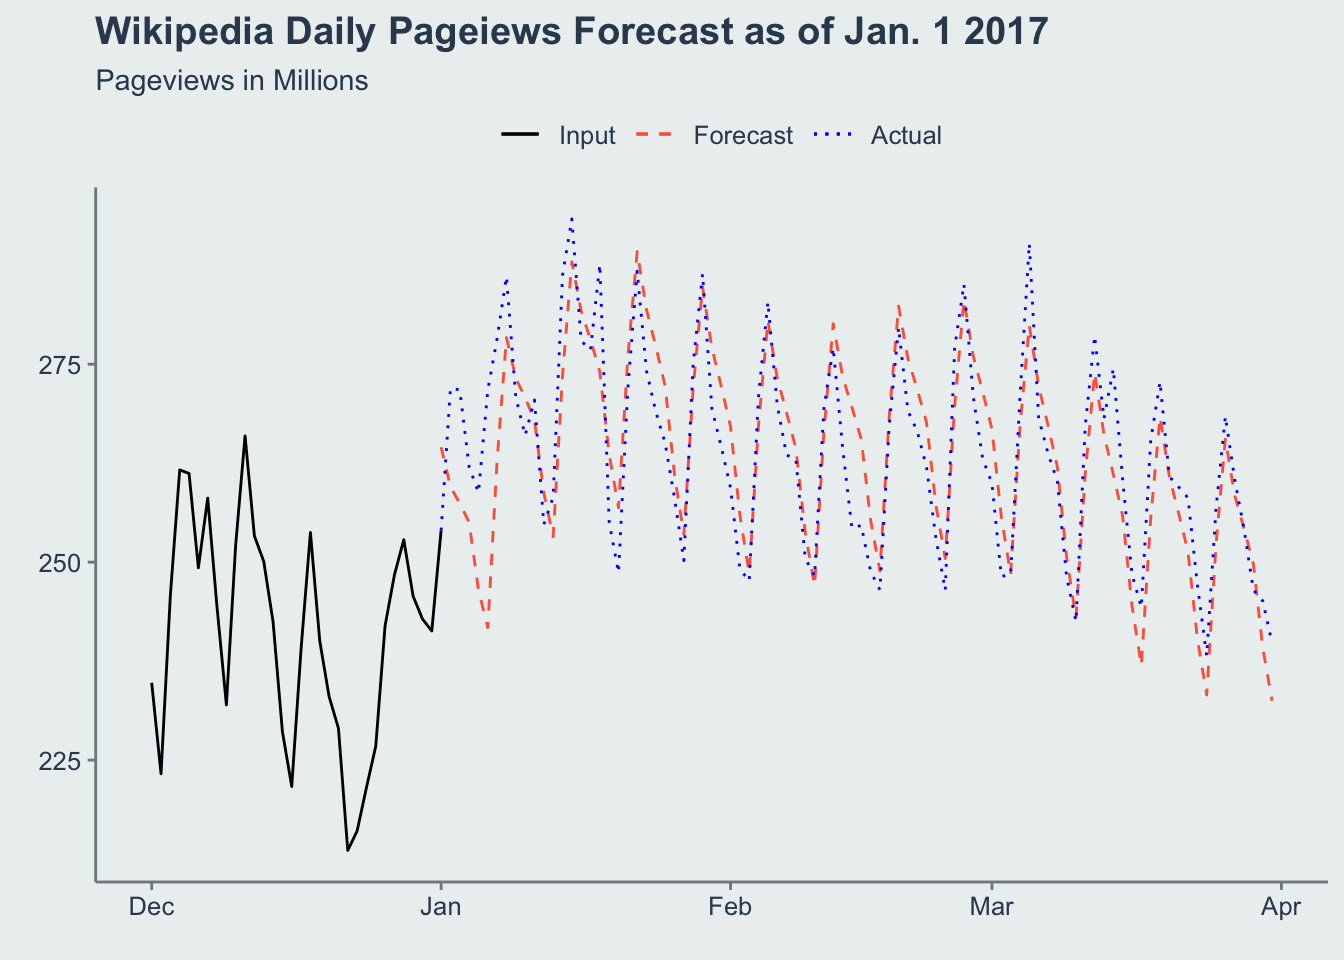 Wikipedia Daily Pageiews Forecast as of Jan. 1 2017
Pageviews in Millions
Input Forecast Actual
275
250
225
Dec Jan Feb Mar Apr